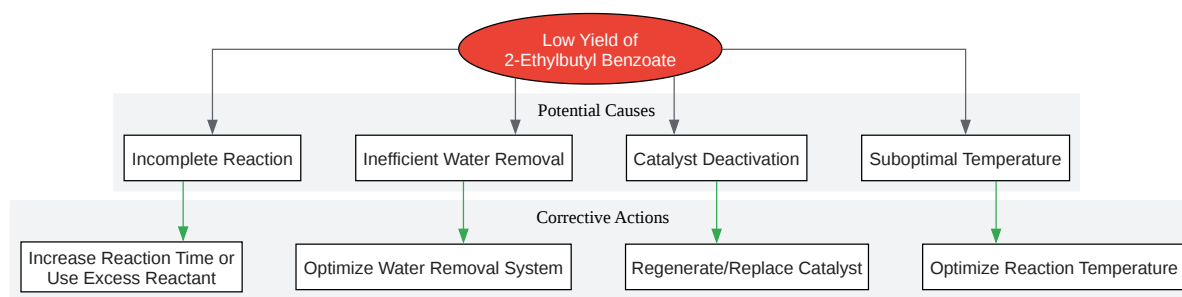 Low Yield of
2-Ethylbutyl Benzoate
Potential Causes
Incomplete Reaction
Inefficient Water Removal
Catalyst Deactivation
Suboptimal Temperature
Corrective Actions
Increase Reaction Time or
Use Excess Reactant
Optimize Water Removal System
Regenerate/Replace Catalyst
Optimize Reaction Temperature